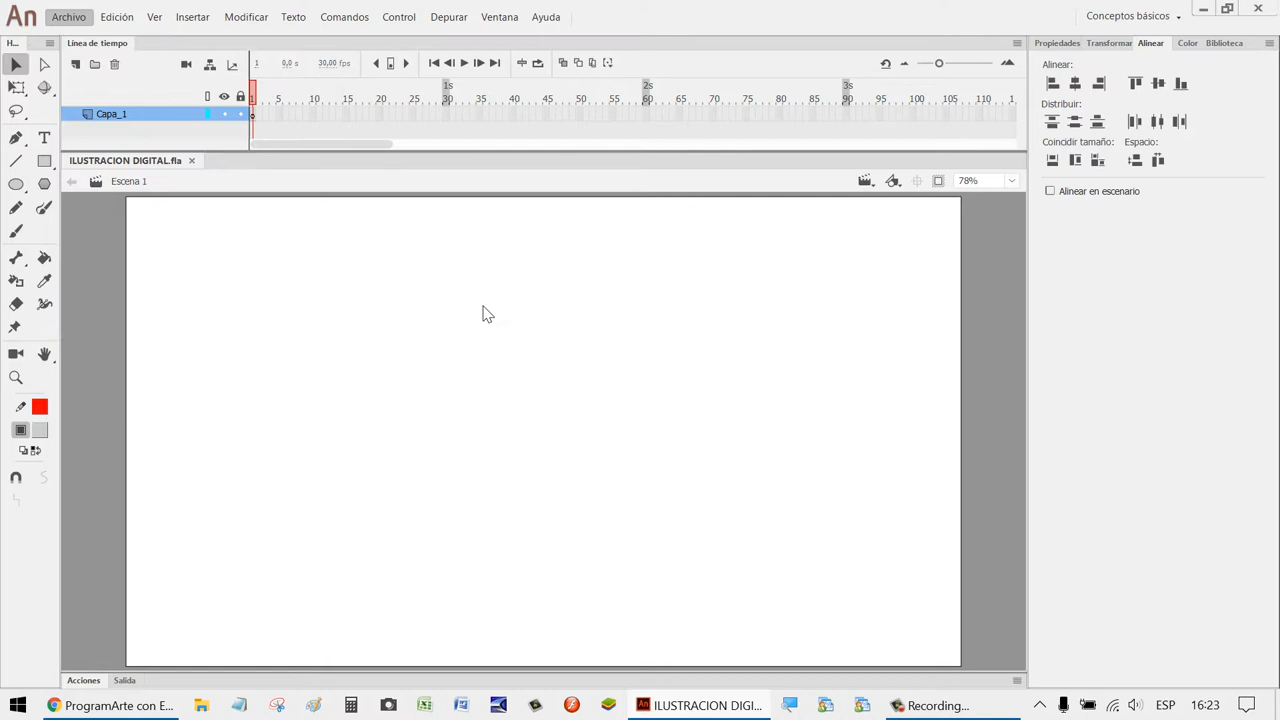 An Archivo Edición Ver Insertar Modificar Texto Comandos Control Depurar Ventana Ayuda Conceptos básicos
H... Línea de tiempo Propiedades Transformar Alinear Color Biblioteca
1 0,0 s 30,00 fps Alinear:
1s 2s 3s
1 5 10 15 20 25 30 35 40 45 50 55 60 65 70 75 80 85 90 95 100 105 110 1
Distribuir:
Capa_1
Coincidir tamaño: Espacio:
ILUSTRACION DIGITAL.fla
Escena 1 78%
Alinear en escenario
Acciones Salida
ProgramArte con E... ILUSTRACION DIGI... Recording... ESP 16:23